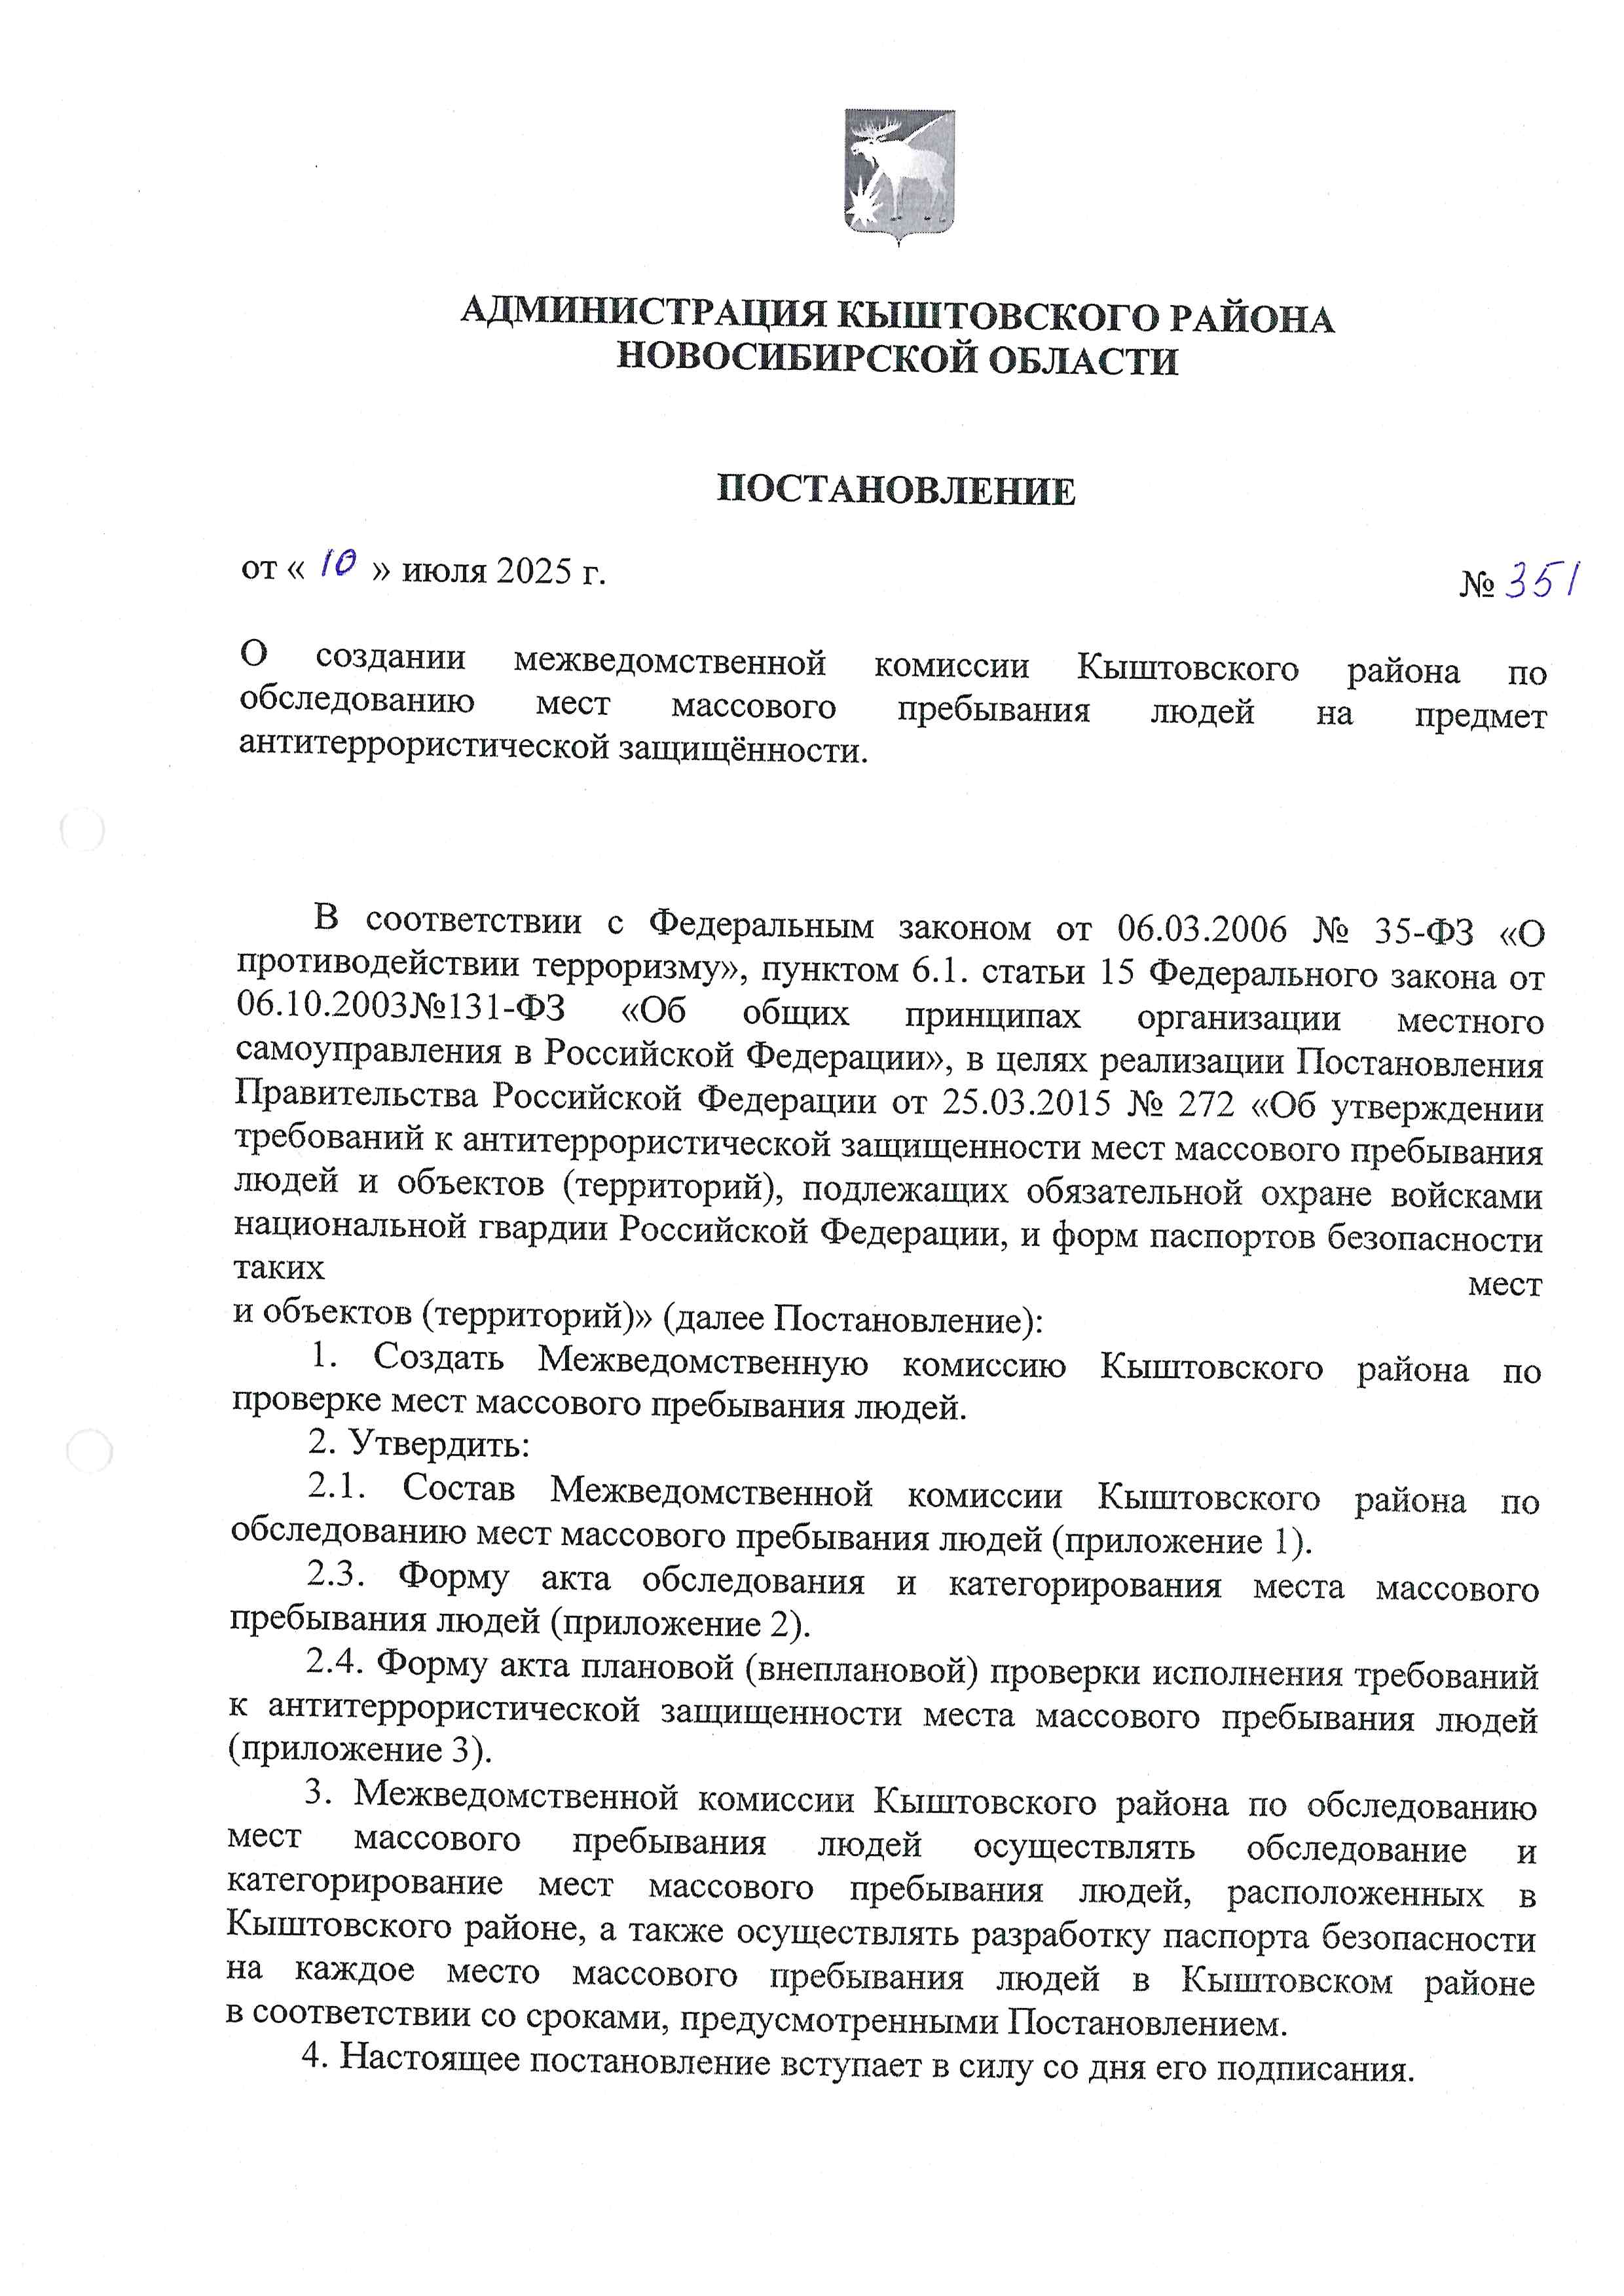 АДМИНИСТРАЦИЯ КЫШТОВСКОГО РАЙОНА
НОВОСИБИРСКОЙ ОБЛАСТИ
ПОСТАНОВЛЕНИЕ
от « 10 » июля 2025 г.
№ 351
О создании межведомственной комиссии Кыштовского района по
обследованию мест массового пребывания людей на предмет
антитеррористической защищённости.
В соответствии с Федеральным законом от 06.03.2006 № 35-ФЗ «О
противодействии терроризму», пунктом 6.1. статьи 15 Федерального закона от
06.10.2003№131-ФЗ «Об общих принципах организации местного
самоуправления в Российской Федерации», в целях реализации Постановления
Правительства Российской Федерации от 25.03.2015 № 272 «Об утверждении
требований к антитеррористической защищенности мест массового пребывания
людей и объектов (территорий), подлежащих обязательной охране войсками
национальной гвардии Российской Федерации, и форм паспортов безопасности
таких мест
и объектов (территорий)» (далее Постановление):
1. Создать Межведомственную комиссию Кыштовского района по
проверке мест массового пребывания людей.
2. Утвердить:
2.1. Состав Межведомственной комиссии Кыштовского района по
обследованию мест массового пребывания людей (приложение 1).
2.3. Форму акта обследования и категорирования места массового
пребывания людей (приложение 2).
2.4. Форму акта плановой (внеплановой) проверки исполнения требований
к антитеррористической защищенности места массового пребывания людей
(приложение 3).
3. Межведомственной комиссии Кыштовского района по обследованию
мест массового пребывания людей осуществлять обследование и
категорирование мест массового пребывания людей, расположенных в
Кыштовского районе, а также осуществлять разработку паспорта безопасности
на каждое место массового пребывания людей в Кыштовском районе
в соответствии со сроками, предусмотренными Постановлением.
4. Настоящее постановление вступает в силу со дня его подписания.